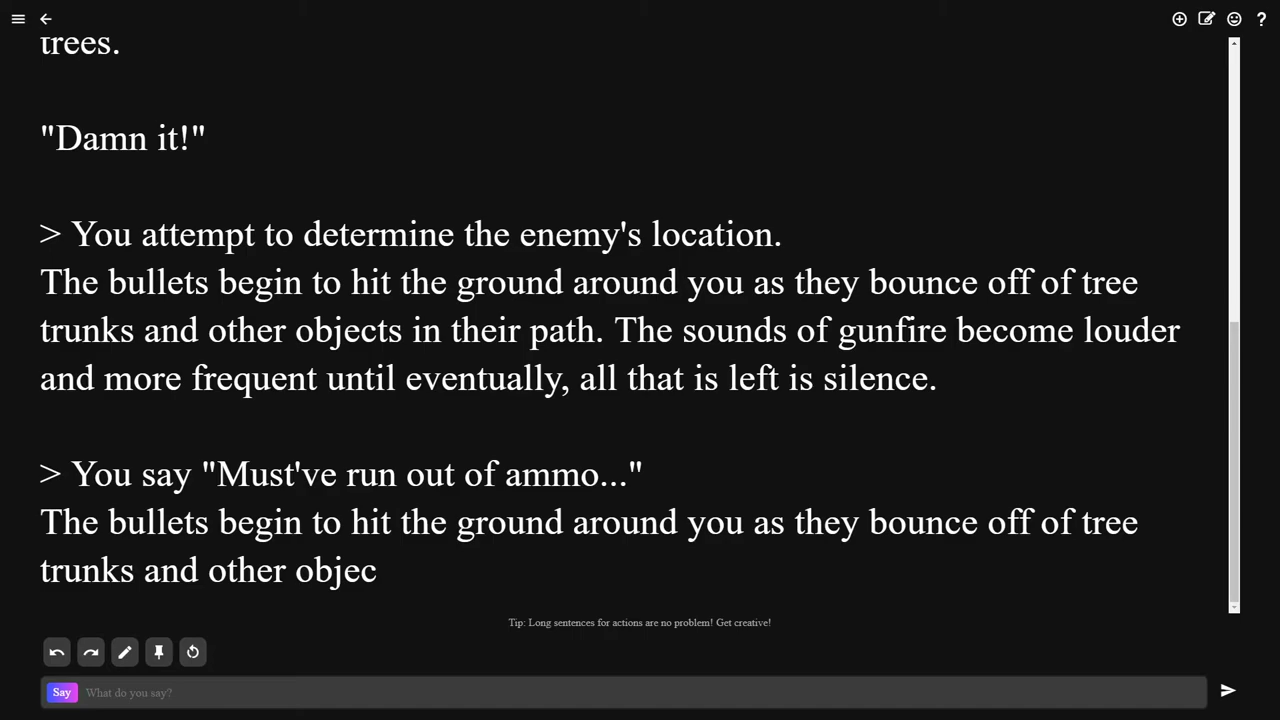 trees.
"Damn it!"
> You attempt to determine the enemy's location.
The bullets begin to hit the ground around you as they bounce off of tree
trunks and other objects in their path. The sounds of gunfire become louder
and more frequent until eventually, all that is left is silence.
> You say "Must've run out of ammo..."
The bullets begin to hit the ground around you as they bounce off of tree
trunks and other objec
Tip: Long sentences for actions are no problem! Get creative!
Say What do you say?